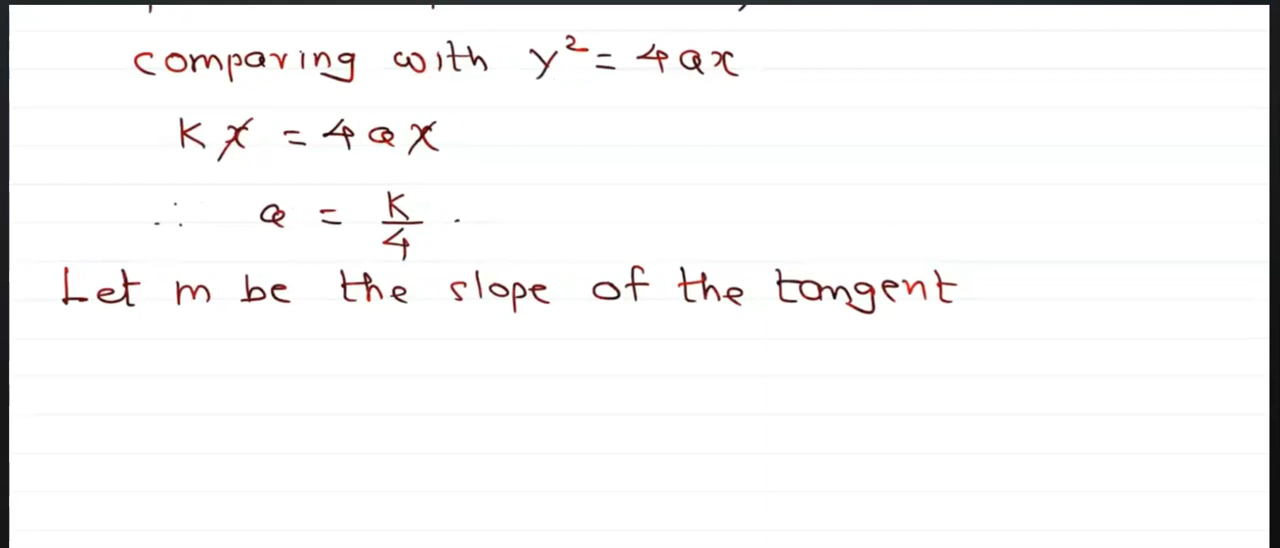 comparing with y² = 4ax
Kx = 4ax
∴ a = K/4 .
Let m be the slope of the tangent